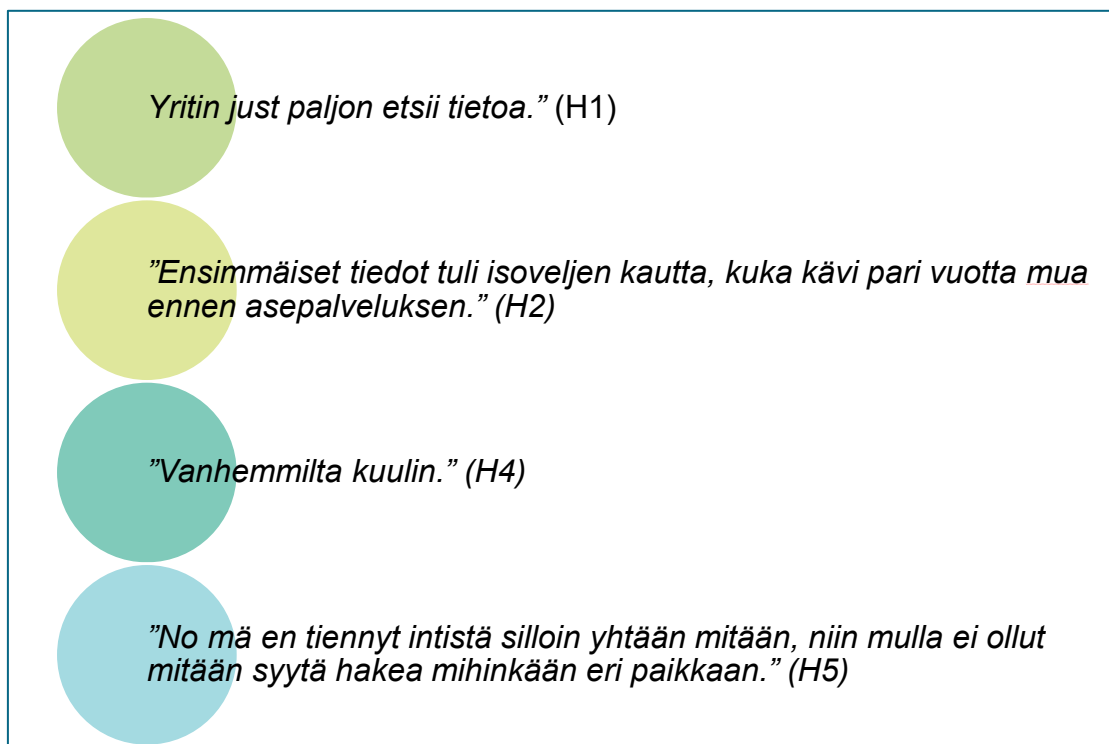 Yritin just paljon etsii tietoa.” (H1)
”Ensimmäiset tiedot tuli isoveljen kautta, kuka kävi pari vuotta mua
ennen asepalveluksen.” (H2)
”Vanhemmilta kuulin.” (H4)
”No mä en tiennyt intistä silloin yhtään mitään, niin mulla ei ollut
mitään syytä hakea mihinkään eri paikkaan.” (H5)